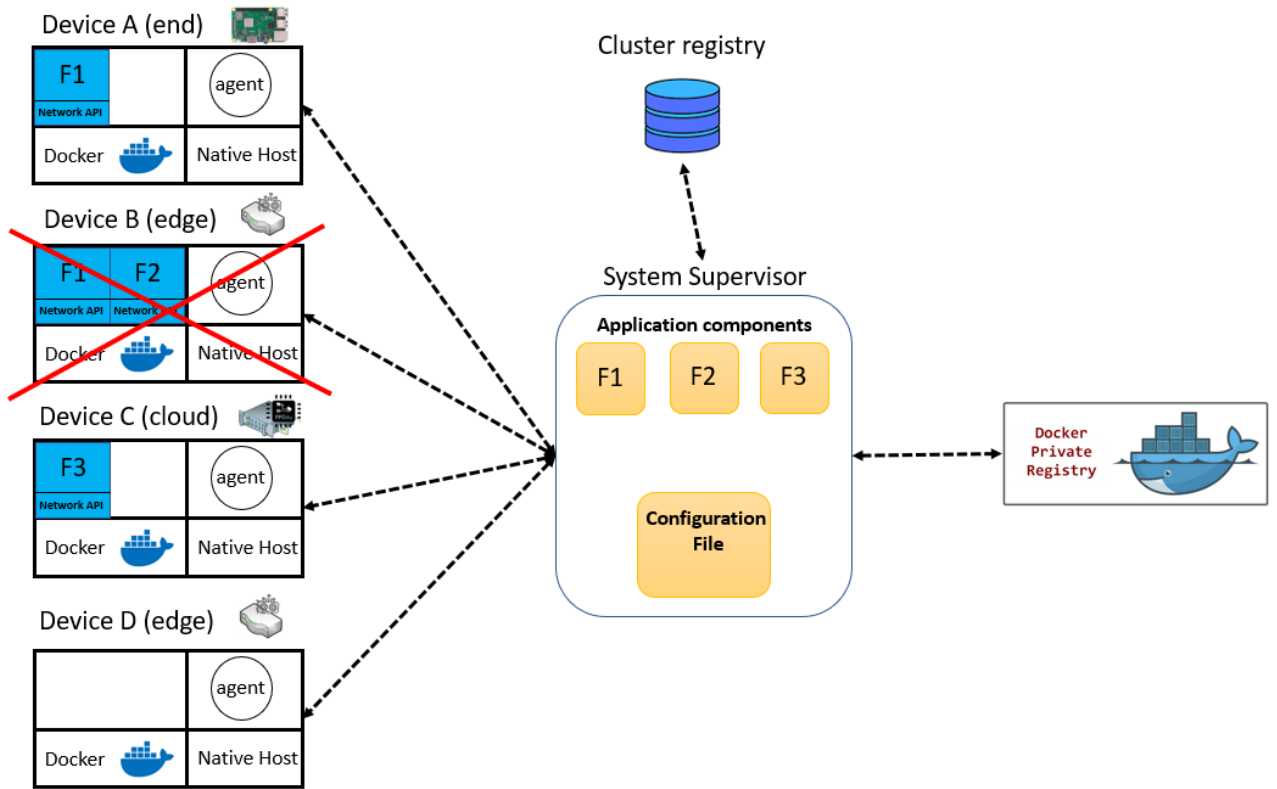 Device A (end)
F1
Network API
agent
Docker
Native Host
Device B (edge)
F1
F2
Network API
Network API
agent
Docker
Native Host
Device C (cloud)
F3
Network API
agent
Docker
Native Host
Device D (edge)
agent
Docker
Native Host
Cluster registry
System Supervisor
Application components
F1
F2
F3
Configuration
File
Docker
Private
Registry